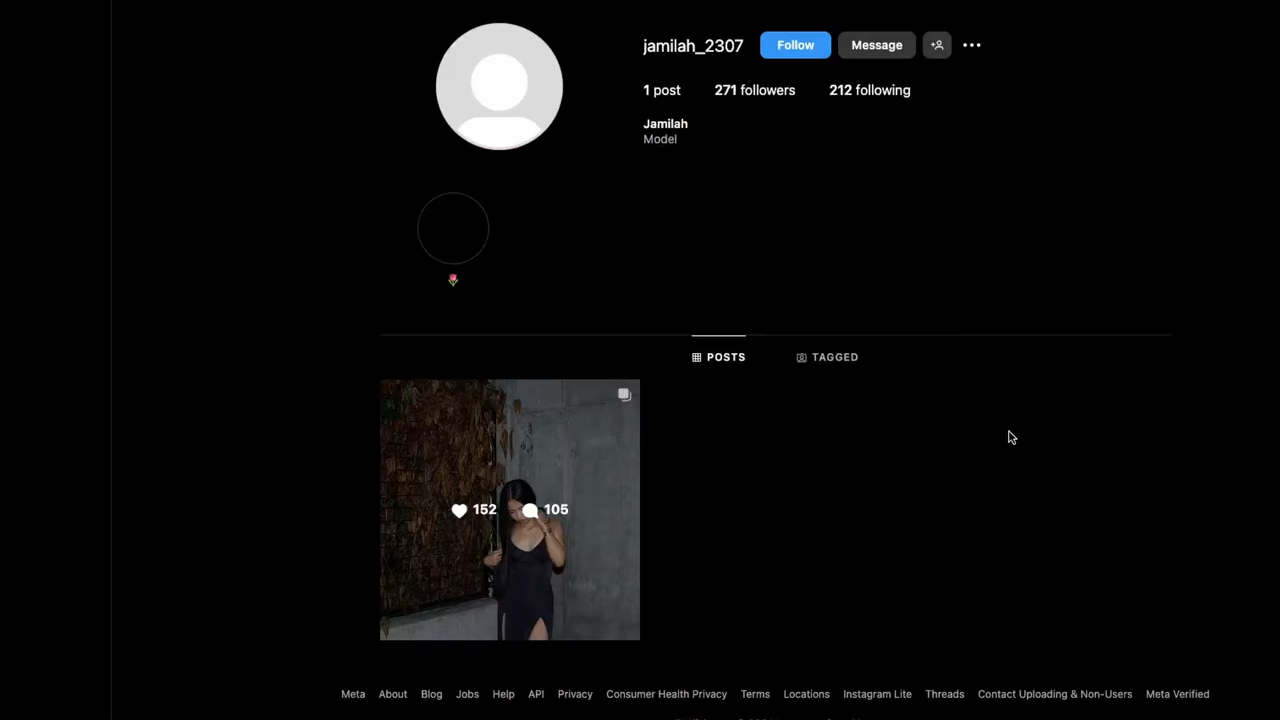 jamilah_2307 Follow Message
1 post 271 followers 212 following
Jamilah
Model
POSTS TAGGED
152 105
Meta About Blog Jobs Help API Privacy Consumer Health Privacy Terms Locations Instagram Lite Threads Contact Uploading & Non-Users Meta Verified